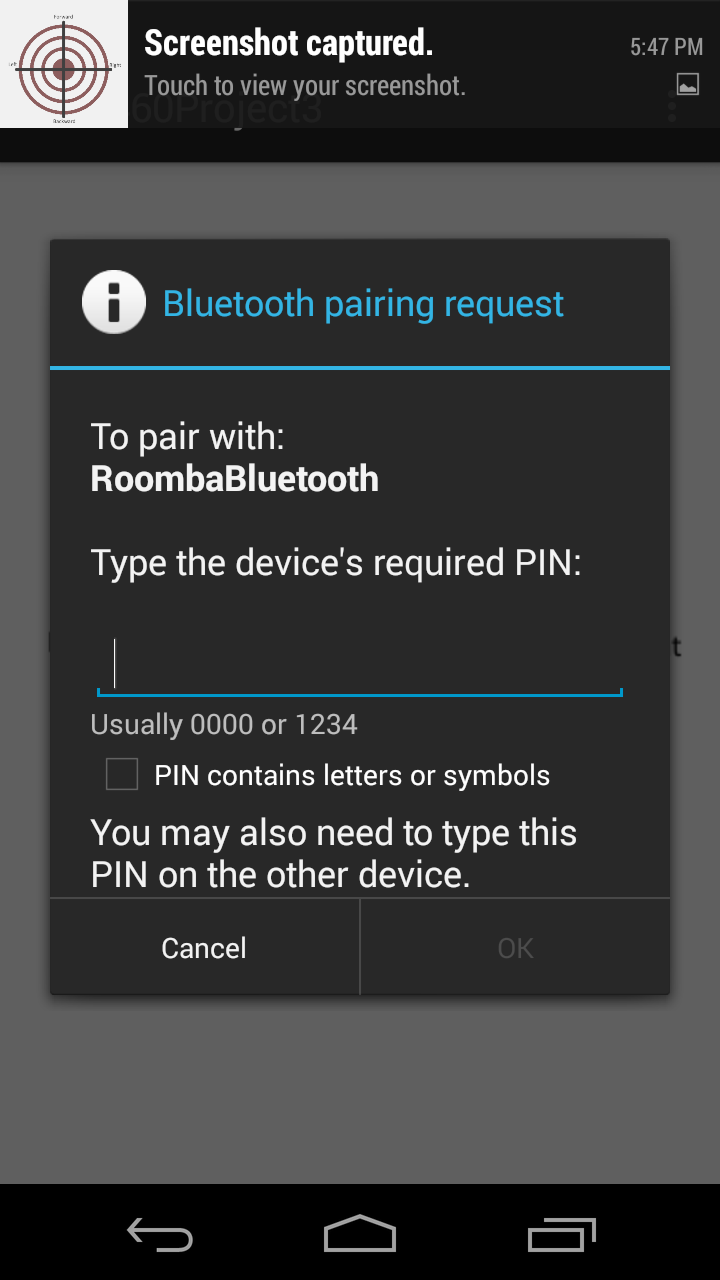 Forward
Left
Right
Backward
Screenshot captured.
5:47 PM
Touch to view your screenshot.
60Project3
Bluetooth pairing request
To pair with:
RoombaBluetooth
Type the device's required PIN:
t
Usually 0000 or 1234
PIN contains letters or symbols
You may also need to type this
PIN on the other device.
Cancel
OK